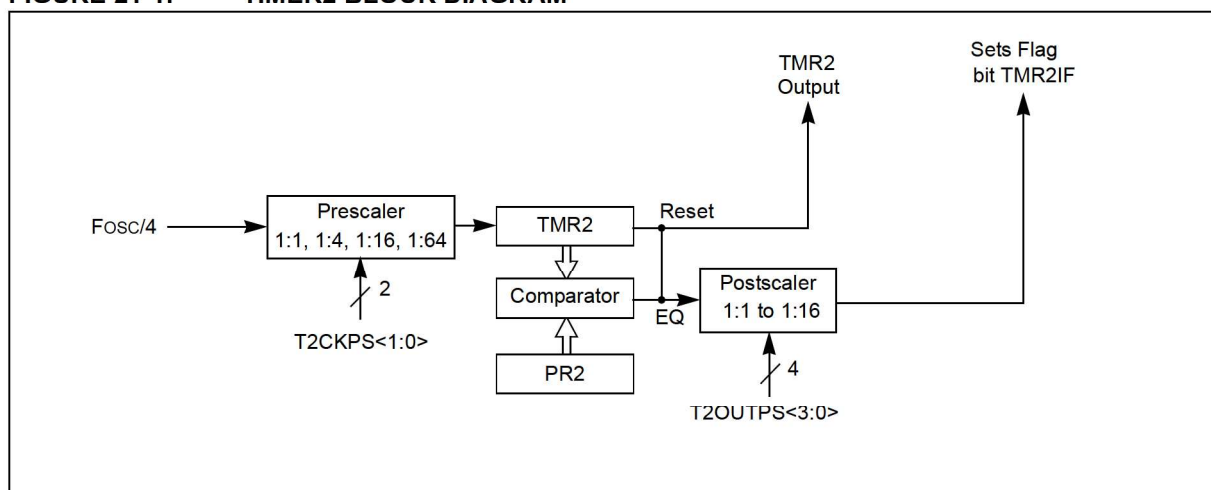 TMR2
Output
Sets Flag
bit TMR2IF
FOSC/4
Prescaler
1:1, 1:4, 1:16, 1:64
2
T2CKPS<1:0>
TMR2
Reset
Comparator
EQ
PR2
Postscaler
1:1 to 1:16
4
T2OUTPS<3:0>